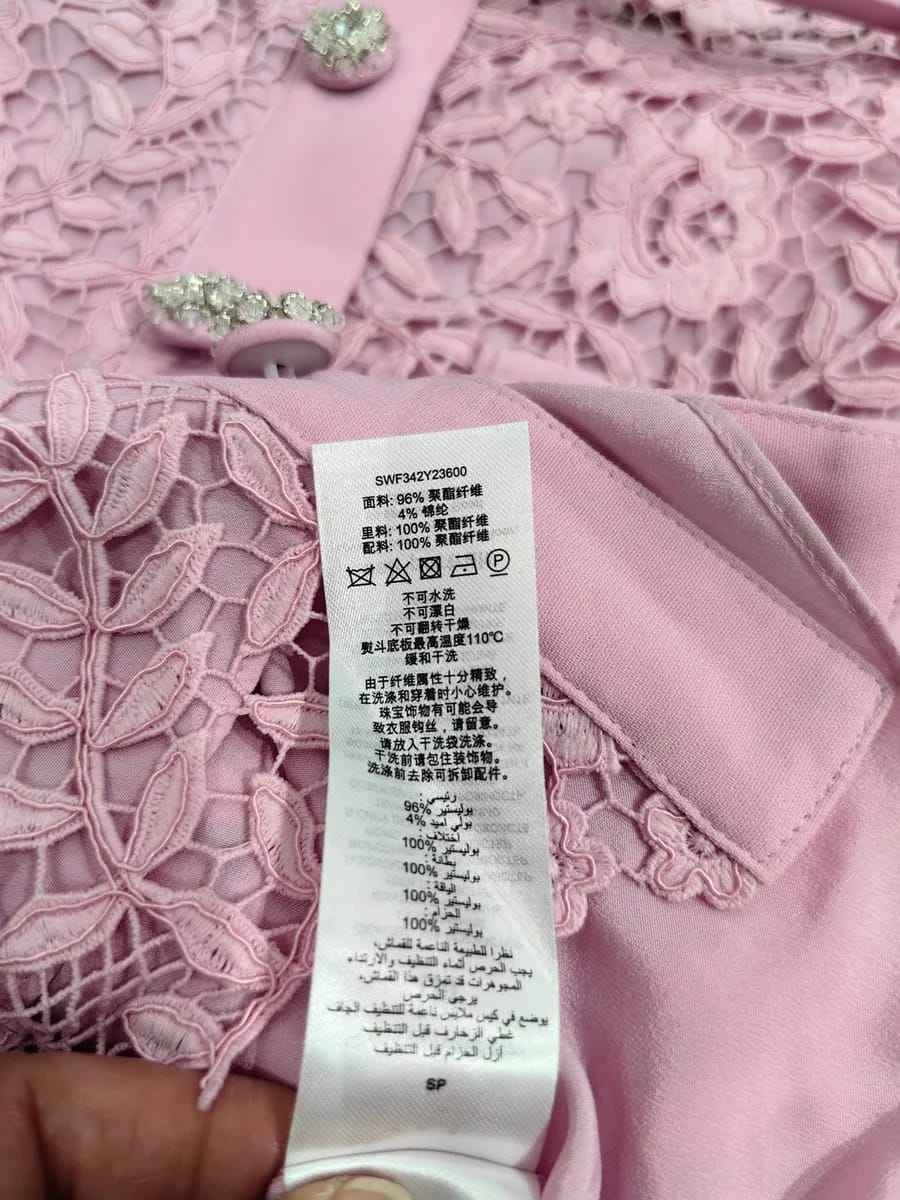 SWF342Y23600
面料: 96% 聚酯纤维
4% 锦纶
里料: 100% 聚酯纤维
配料: 100% 聚酯纤维
P
不可水洗
不可漂白
不可翻转干燥
熨斗底板最高温度110℃
缓和干洗
由于纤维属性十分精致，
在洗涤和穿着时小心维护。
珠宝饰物有可能会导
致衣服钩丝，请留意。
请放入干洗袋洗涤。
干洗前请包住装饰物。
洗涤前去除可拆卸配件。
رئيسي :
بوليستير %96
بولي أميد %4
اختلاف :
بوليستير %100
بطانة :
بوليستير %100
الياقة :
بوليستير %100
الحزام :
بوليستير %100
نظرا للطبيعة الناعمة للقماش،
يجب الحرص أثناء التنظيف والارتداء
المجوهرات قد تمزق هذا القماش،
يرجى الحرص
يوضع في كيس ملابس ناعمة للتنظيف الجاف
غطي الزخارف قبل التنظيف
أزل الحزام قبل التنظيف
SP